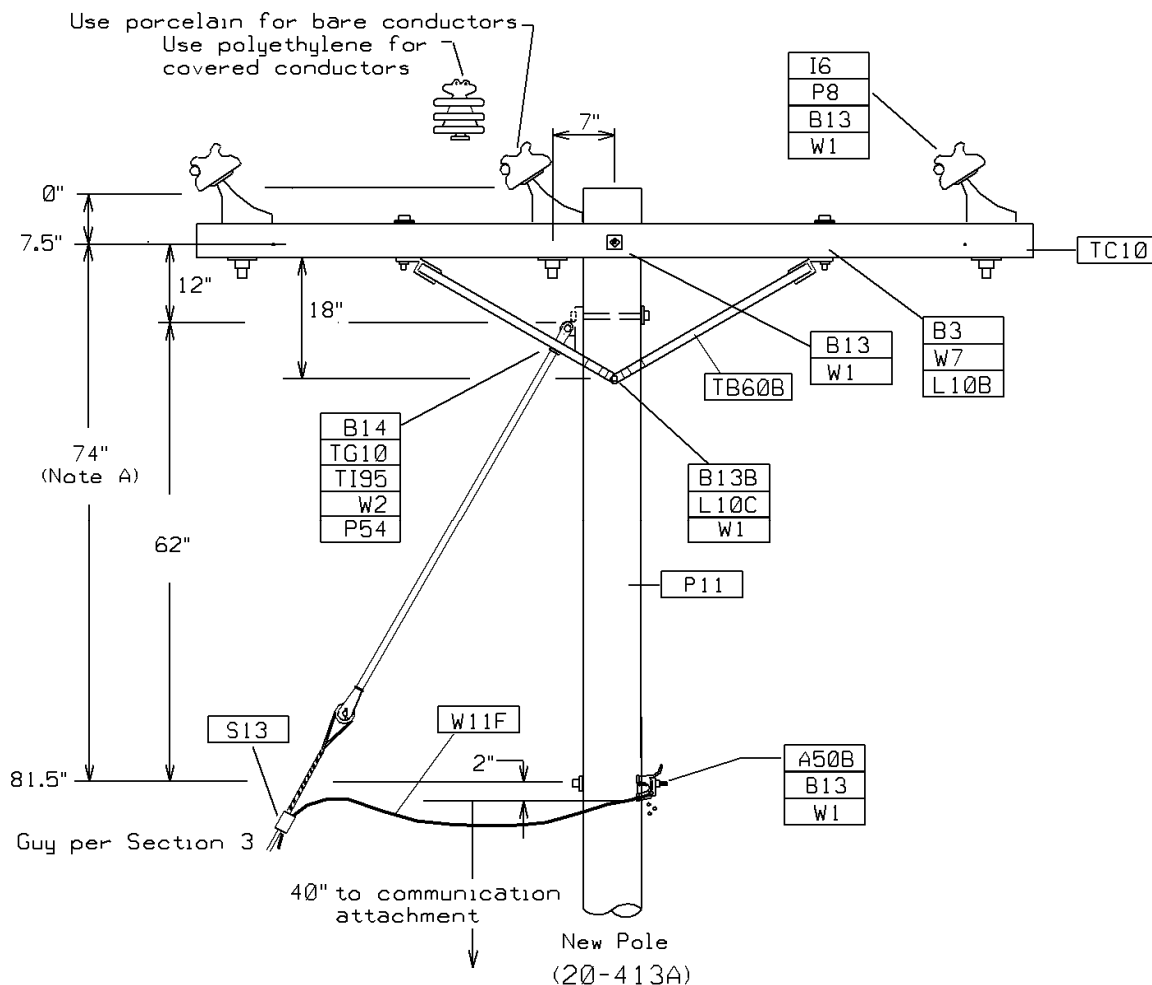 Use porcelain for bare conductors
Use polyethylene for
covered conductors
I6
P8
B13
W1
7"
0"
7.5"
12"
18"
TC10
B3
W7
L10B
B13
W1
TB60B
B14
TG10
TI95
W2
P54
B13B
L10C
W1
74"
(Note A)
62"
P11
S13
W11F
2"
81.5"
A50B
B13
W1
Guy per Section 3
40" to communication
attachment
New Pole
(20-413A)